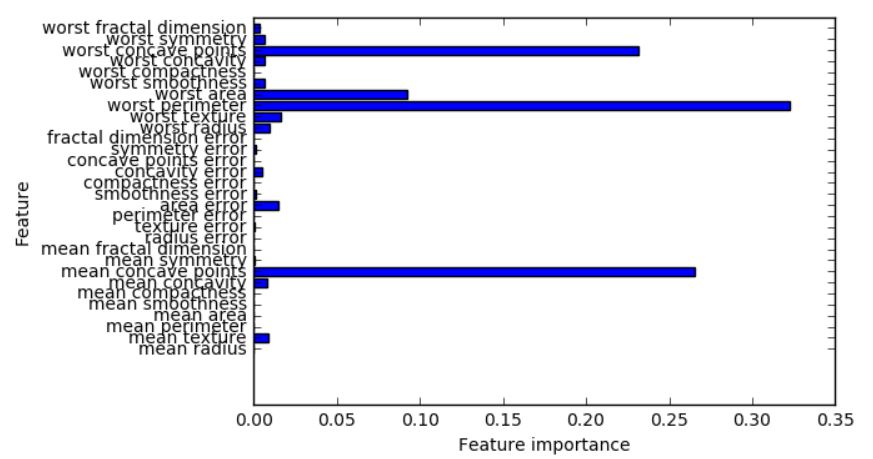 worst fractal dimension
worst symmetry
worst concave points
worst concavity
worst compactness
worst smoothness
worst area
worst perimeter
worst texture
worst radius
fractal dimension error
symmetry error
concave points error
concavity error
compactness error
smoothness error
area error
perimeter error
texture error
radius error
mean fractal dimension
mean symmetry
mean concave points
mean concavity
mean compactness
mean smoothness
mean area
mean perimeter
mean texture
mean radius
Feature
0.00 0.05 0.10 0.15 0.20 0.25 0.30 0.35
Feature importance